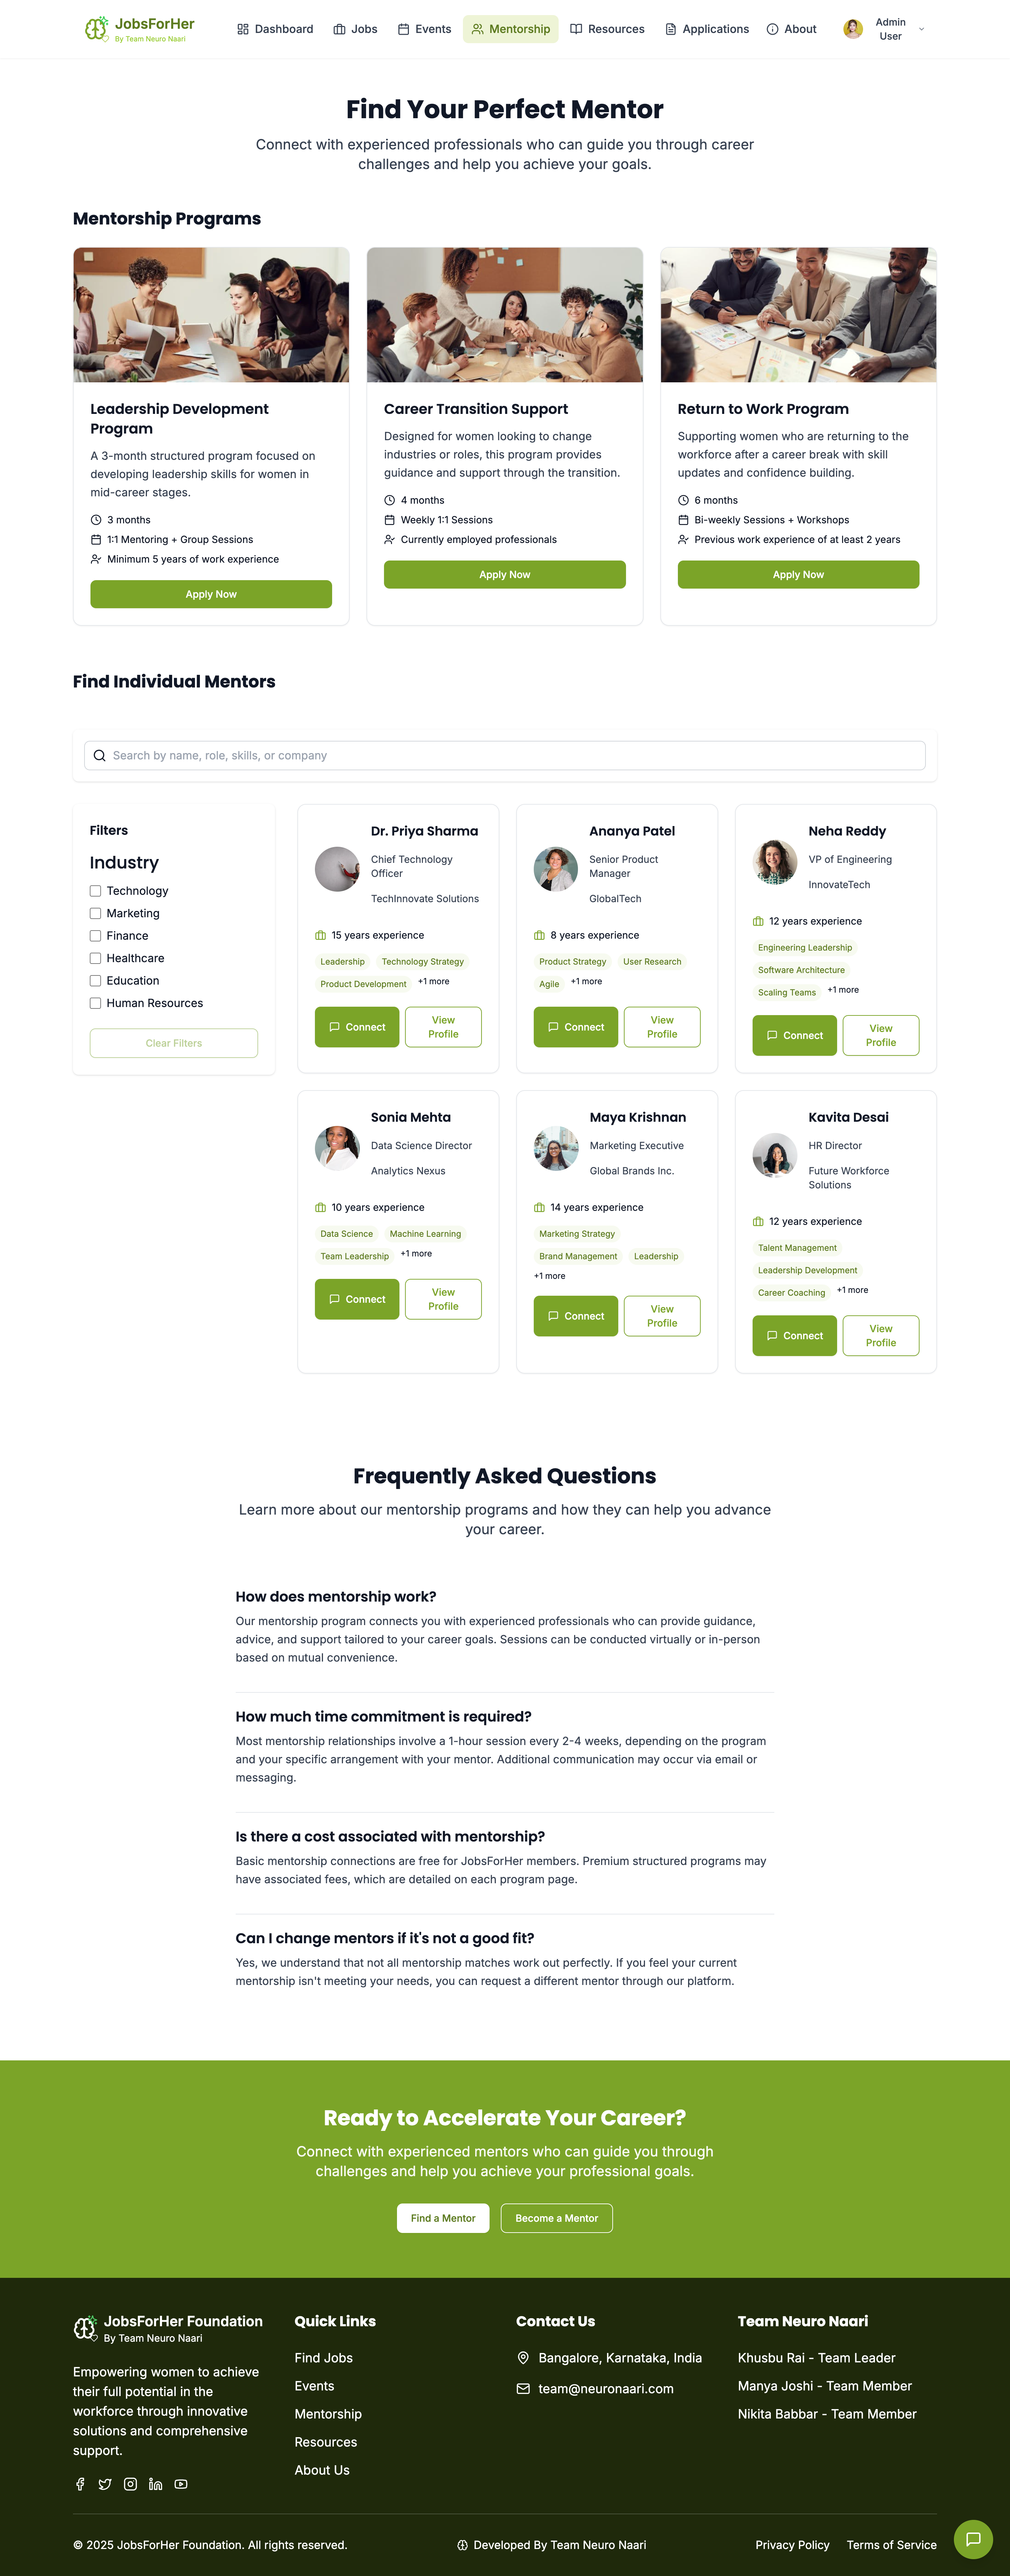 JobsForHer
By Team Neuro Naari
Dashboard
Jobs
Events
Mentorship
Resources
Applications
About
Admin
User
Find Your Perfect Mentor
Connect with experienced professionals who can guide you through career
challenges and help you achieve your goals.
Mentorship Programs
Leadership Development
Program
A 3-month structured program focused on
developing leadership skills for women in
mid-career stages.
3 months
1:1 Mentoring + Group Sessions
Minimum 5 years of work experience
Apply Now
Career Transition Support
Designed for women looking to change
industries or roles, this program provides
guidance and support through the transition.
4 months
Weekly 1:1 Sessions
Currently employed professionals
Apply Now
Return to Work Program
Supporting women who are returning to the
workforce after a career break with skill
updates and confidence building.
6 months
Bi-weekly Sessions + Workshops
Previous work experience of at least 2 years
Apply Now
Find Individual Mentors
Search by name, role, skills, or company
Filters
Industry
Technology
Marketing
Finance
Healthcare
Education
Human Resources
Clear Filters
Dr. Priya Sharma
Chief Technology
Officer
TechInnovate Solutions
15 years experience
Leadership Technology Strategy
Product Development +1 more
Connect
View
Profile
Ananya Patel
Senior Product
Manager
GlobalTech
8 years experience
Product Strategy User Research
Agile +1 more
Connect
View
Profile
Neha Reddy
VP of Engineering
InnovateTech
12 years experience
Engineering Leadership
Software Architecture
Scaling Teams +1 more
Connect
View
Profile
Sonia Mehta
Data Science Director
Analytics Nexus
10 years experience
Data Science Machine Learning
Team Leadership +1 more
Connect
View
Profile
Maya Krishnan
Marketing Executive
Global Brands Inc.
14 years experience
Marketing Strategy
Brand Management Leadership
+1 more
Connect
View
Profile
Kavita Desai
HR Director
Future Workforce
Solutions
12 years experience
Talent Management
Leadership Development
Career Coaching +1 more
Connect
View
Profile
Frequently Asked Questions
Learn more about our mentorship programs and how they can help you advance
your career.
How does mentorship work?
Our mentorship program connects you with experienced professionals who can provide guidance,
advice, and support tailored to your career goals. Sessions can be conducted virtually or in-person
based on mutual convenience.
How much time commitment is required?
Most mentorship relationships involve a 1-hour session every 2-4 weeks, depending on the program
and your specific arrangement with your mentor. Additional communication may occur via email or
messaging.
Is there a cost associated with mentorship?
Basic mentorship connections are free for JobsForHer members. Premium structured programs may
have associated fees, which are detailed on each program page.
Can I change mentors if it's not a good fit?
Yes, we understand that not all mentorship matches work out perfectly. If you feel your current
mentorship isn't meeting your needs, you can request a different mentor through our platform.
Ready to Accelerate Your Career?
Connect with experienced mentors who can guide you through
challenges and help you achieve your professional goals.
Find a Mentor
Become a Mentor
JobsForHer Foundation
By Team Neuro Naari
Empowering women to achieve
their full potential in the
workforce through innovative
solutions and comprehensive
support.
Quick Links
Find Jobs
Events
Mentorship
Resources
About Us
Contact Us
Bangalore, Karnataka, India
team@neuronaari.com
Team Neuro Naari
Khusbu Rai - Team Leader
Manya Joshi - Team Member
Nikita Babbar - Team Member
© 2025 JobsForHer Foundation. All rights reserved.
Developed By Team Neuro Naari
Privacy Policy
Terms of Service